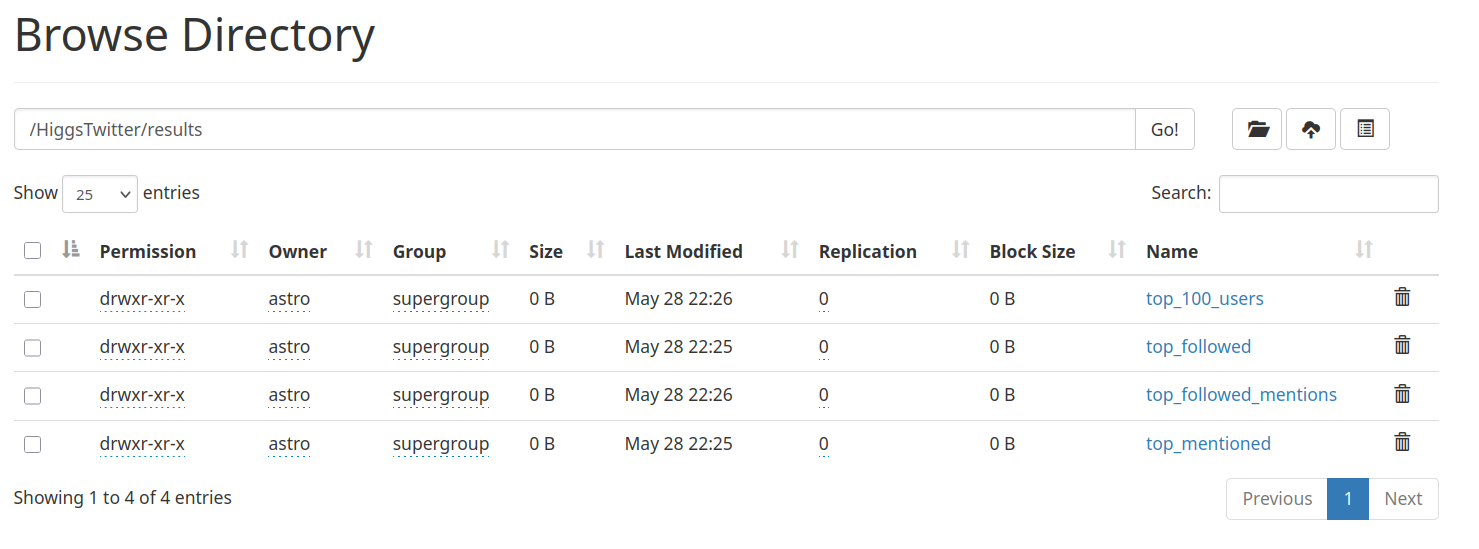 Browse Directory
/HiggsTwitter/results Go!
Show 25 entries Search:
Permission Owner Group Size Last Modified Replication Block Size Name
drwxr-xr-x astro supergroup 0 B May 28 22:26 0 0 B top_100_users
drwxr-xr-x astro supergroup 0 B May 28 22:25 0 0 B top_followed
drwxr-xr-x astro supergroup 0 B May 28 22:26 0 0 B top_followed_mentions
drwxr-xr-x astro supergroup 0 B May 28 22:25 0 0 B top_mentioned
Showing 1 to 4 of 4 entries Previous 1 Next